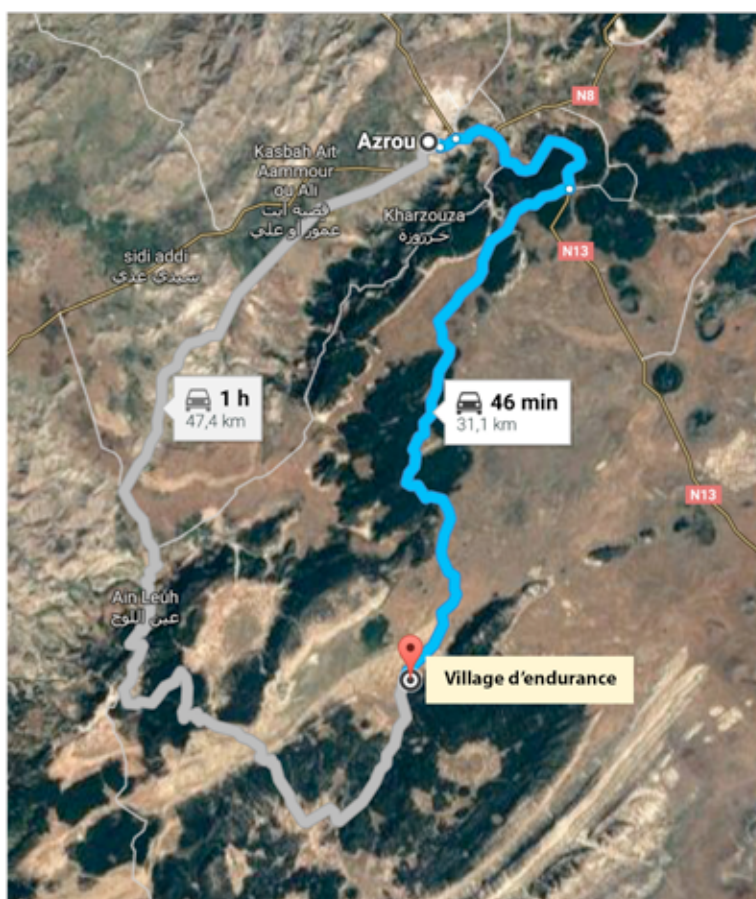 N8
Azrou
Kasbah Ait
Aammour
ou Ali
قصبة أيت
عمور أو علي
Kharzouza
خرزوزة
sidi addi
سيدي عدي
N13
1 h
47,4 km
46 min
31,1 km
N13
Ain Leuh
عين اللوح
Village d'endurance